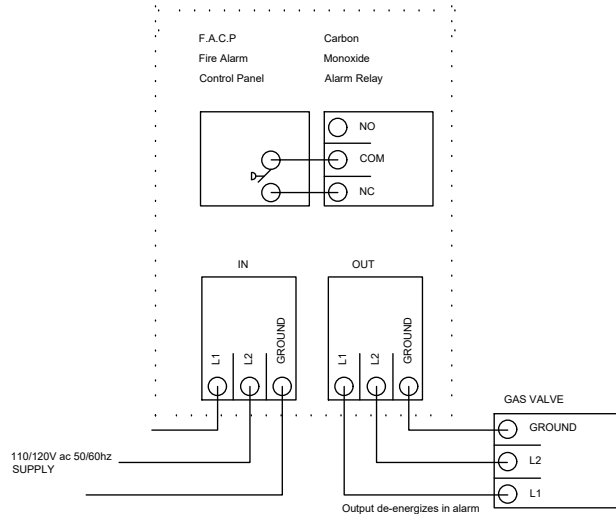 F.A.C.P
Fire Alarm
Control Panel
Carbon
Monoxide
Alarm Relay
NO
COM
NC
IN
OUT
L1
L2
GROUND
L1
L2
GROUND
GAS VALVE
GROUND
L2
L1
110/120V ac 50/60hz
SUPPLY
Output de-energizes in alarm